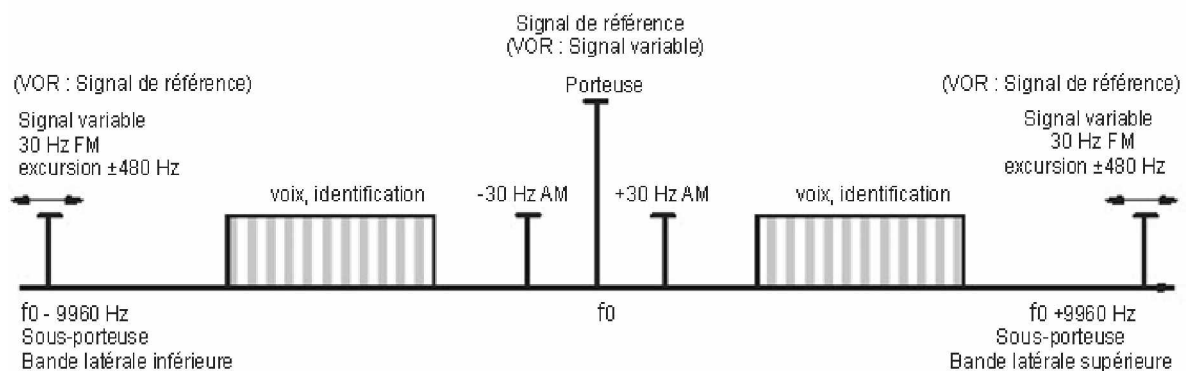 Signal de référence
(VOR : Signal variable)
(VOR : Signal de référence)
Porteuse
(VOR : Signal de référence)
Signal variable
30 Hz FM
excursion ±480 Hz
Signal variable
30 Hz FM
excursion ±480 Hz
voix, identification
-30 Hz AM
+30 Hz AM
voix, identification
f0 - 9960 Hz
Sous-porteuse
Bande latérale inférieure
f0
f0 +9960 Hz
Sous-porteuse
Bande latérale supérieure